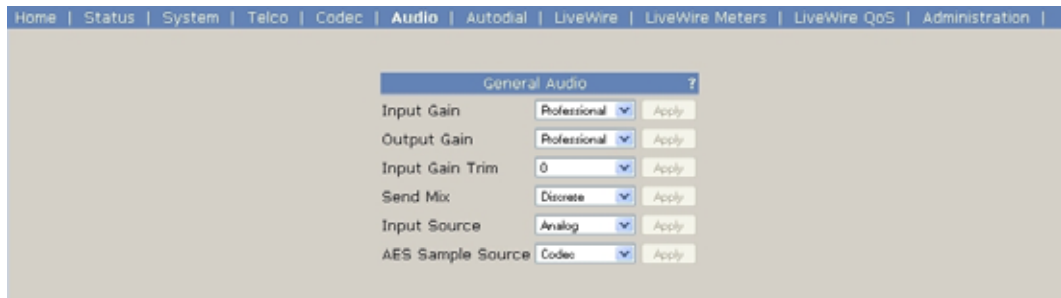 Home | Status | System | Telco | Codec | Audio | Autodial | LiveWire | LiveWire Meters | LiveWire QoS | Administration |
General Audio ?
Input Gain Professional Apply
Output Gain Professional Apply
Input Gain Trim 0 Apply
Send Mix Discrete Apply
Input Source Analog Apply
AES Sample Source Codec Apply